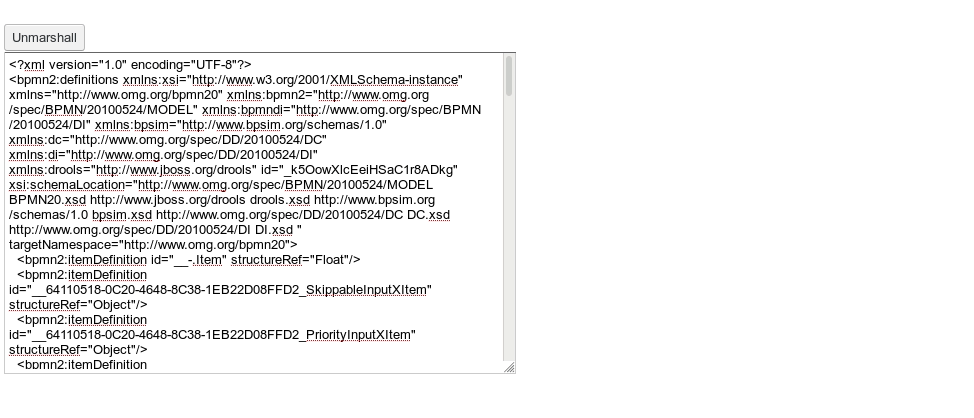 Unmarshall
<?xml version="1.0" encoding="UTF-8"?>
<bpmn2:definitions xmlns:xsi="http://www.w3.org/2001/XMLSchema-instance"
xmlns="http://www.omg.org/bpmn20" xmlns:bpmn2="http://www.omg.org
/spec/BPMN/20100524/MODEL" xmlns:bpmndi="http://www.omg.org/spec/BPMN
/20100524/DI" xmlns:bpsim="http://www.bpsim.org/schemas/1.0"
xmlns:dc="http://www.omg.org/spec/DD/20100524/DC"
xmlns:di="http://www.omg.org/spec/DD/20100524/DI"
xmlns:drools="http://www.jboss.org/drools" id="_k5OowXlcEeiHSaC1r8ADkg"
xsi:schemaLocation="http://www.omg.org/spec/BPMN/20100524/MODEL
BPMN20.xsd http://www.jboss.org/drools drools.xsd http://www.bpsim.org
/schemas/1.0 bpsim.xsd http://www.omg.org/spec/DD/20100524/DC DC.xsd
http://www.omg.org/spec/DD/20100524/DI DI.xsd "
targetNamespace="http://www.omg.org/bpmn20">
<bpmn2:itemDefinition id="__-.Item" structureRef="Float"/>
<bpmn2:itemDefinition
id="__64110518-0C20-4648-8C38-1EB22D08FFD2_SkippableInputXItem"
structureRef="Object"/>
<bpmn2:itemDefinition
id="__64110518-0C20-4648-8C38-1EB22D08FFD2_PriorityInputXItem"
structureRef="Object"/>
<bpmn2:itemDefinition